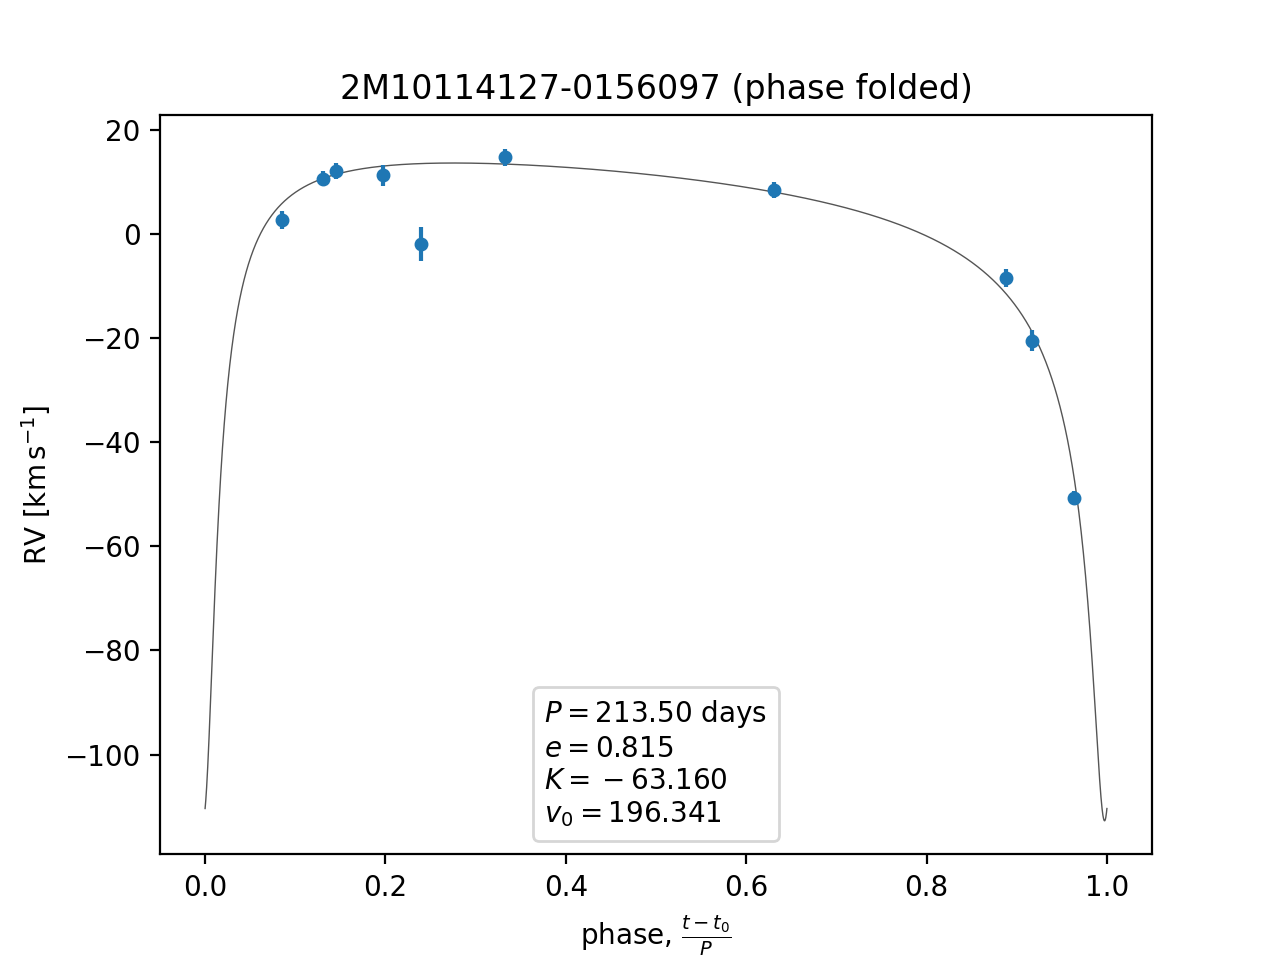 2M10114127-0156097 (phase folded)
20
0
−20
−40
−60
−80
−100
RV [km s⁻¹]
P = 213.50 days
e = 0.815
K = −63.160
v₀ = 196.341
0.0 0.2 0.4 0.6 0.8 1.0
phase, (t − t₀)/P